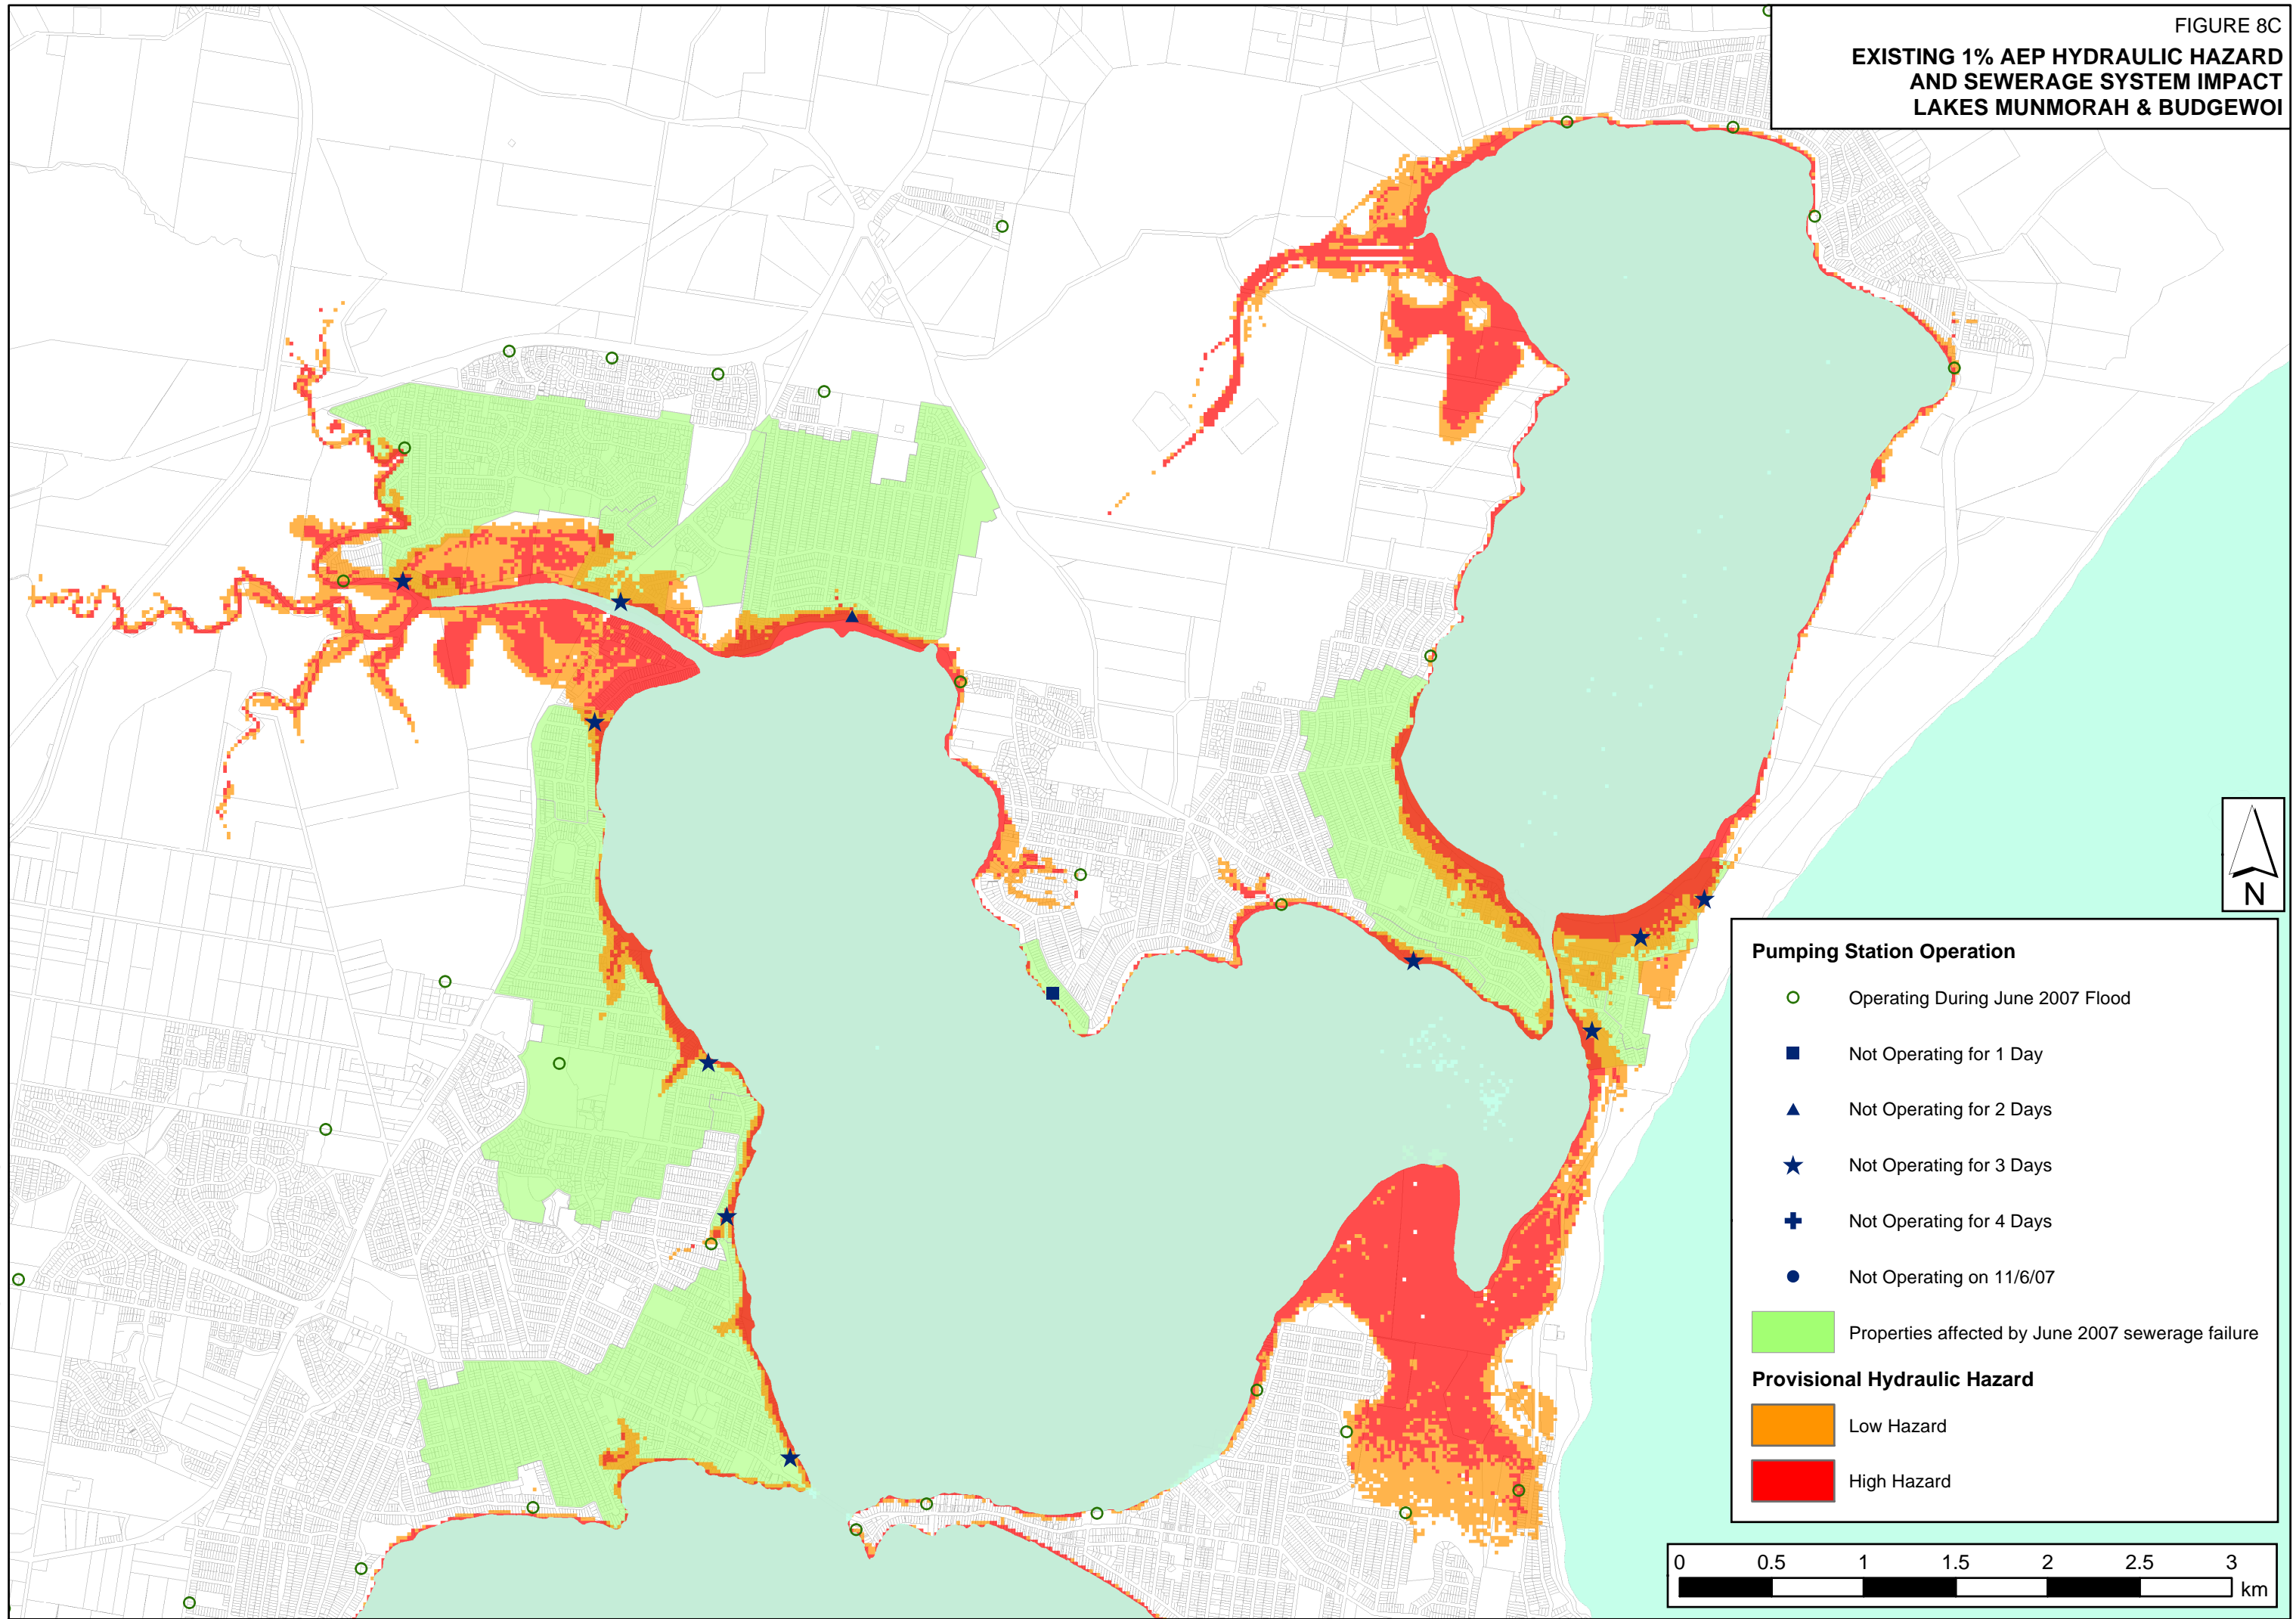 FIGURE 8C
EXISTING 1% AEP HYDRAULIC HAZARD
AND SEWERAGE SYSTEM IMPACT
LAKES MUNMORAH & BUDGEWOI
N
Pumping Station Operation
Operating During June 2007 Flood
Not Operating for 1 Day
Not Operating for 2 Days
Not Operating for 3 Days
Not Operating for 4 Days
Not Operating on 11/6/07
Properties affected by June 2007 sewerage failure
Provisional Hydraulic Hazard
Low Hazard
High Hazard
0 0.5 1 1.5 2 2.5 3
km